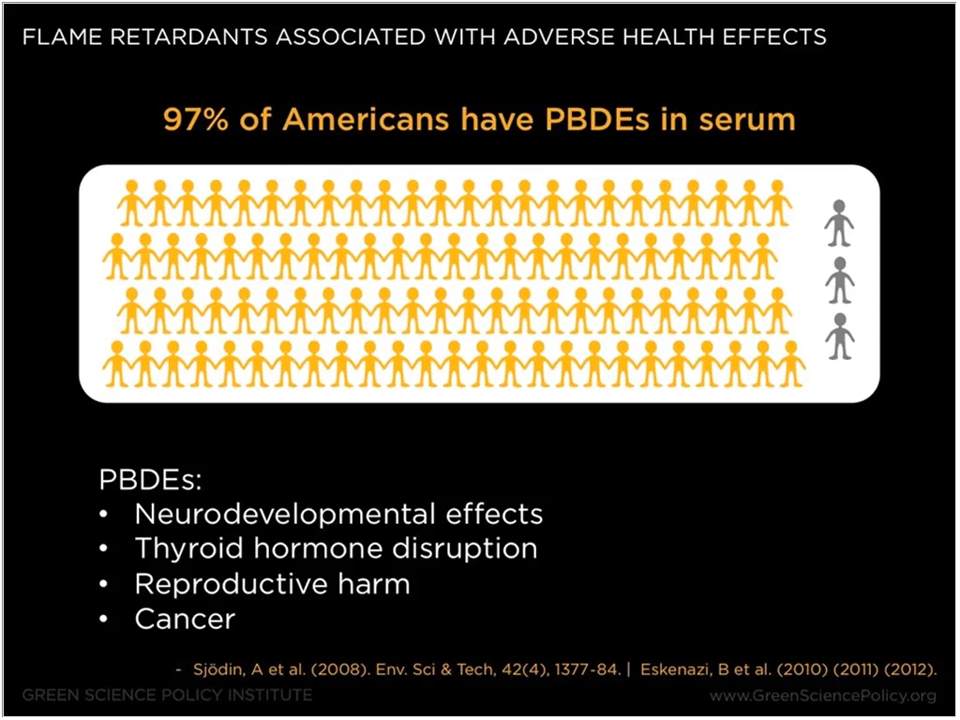 FLAME RETARDANTS ASSOCIATED WITH ADVERSE HEALTH EFFECTS
97% of Americans have PBDEs in serum
PBDEs:
• Neurodevelopmental effects
• Thyroid hormone disruption
• Reproductive harm
• Cancer
- Sjödin, A et al. (2008). Env. Sci & Tech, 42(4), 1377-84. | Eskenazi, B et al. (2010) (2011) (2012).
GREEN SCIENCE POLICY INSTITUTE www.GreenSciencePolicy.org